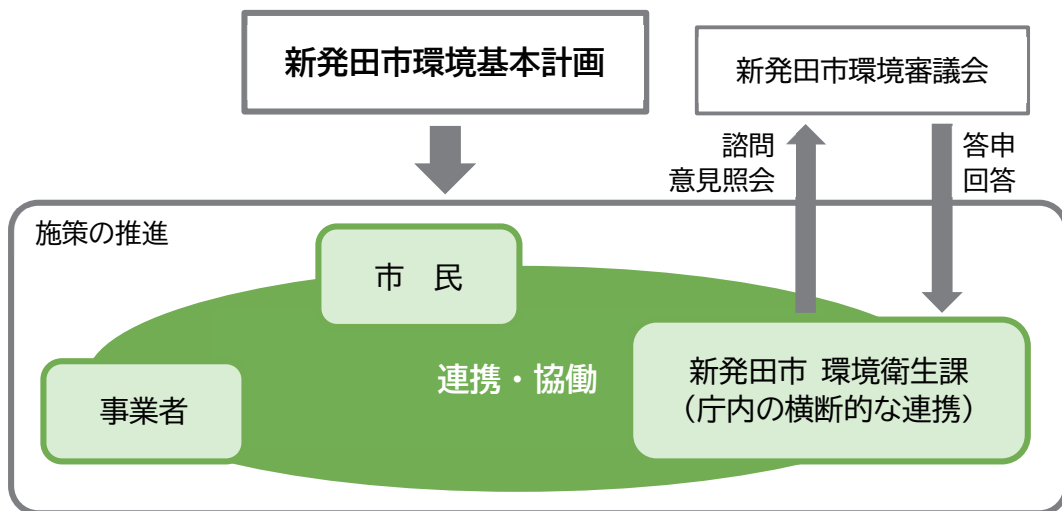 新発田市環境基本計画
新発田市環境審議会
諮問
意見照会
答申
回答
施策の推進
市　民
連携・協働
事業者
新発田市 環境衛生課
（庁内の横断的な連携）